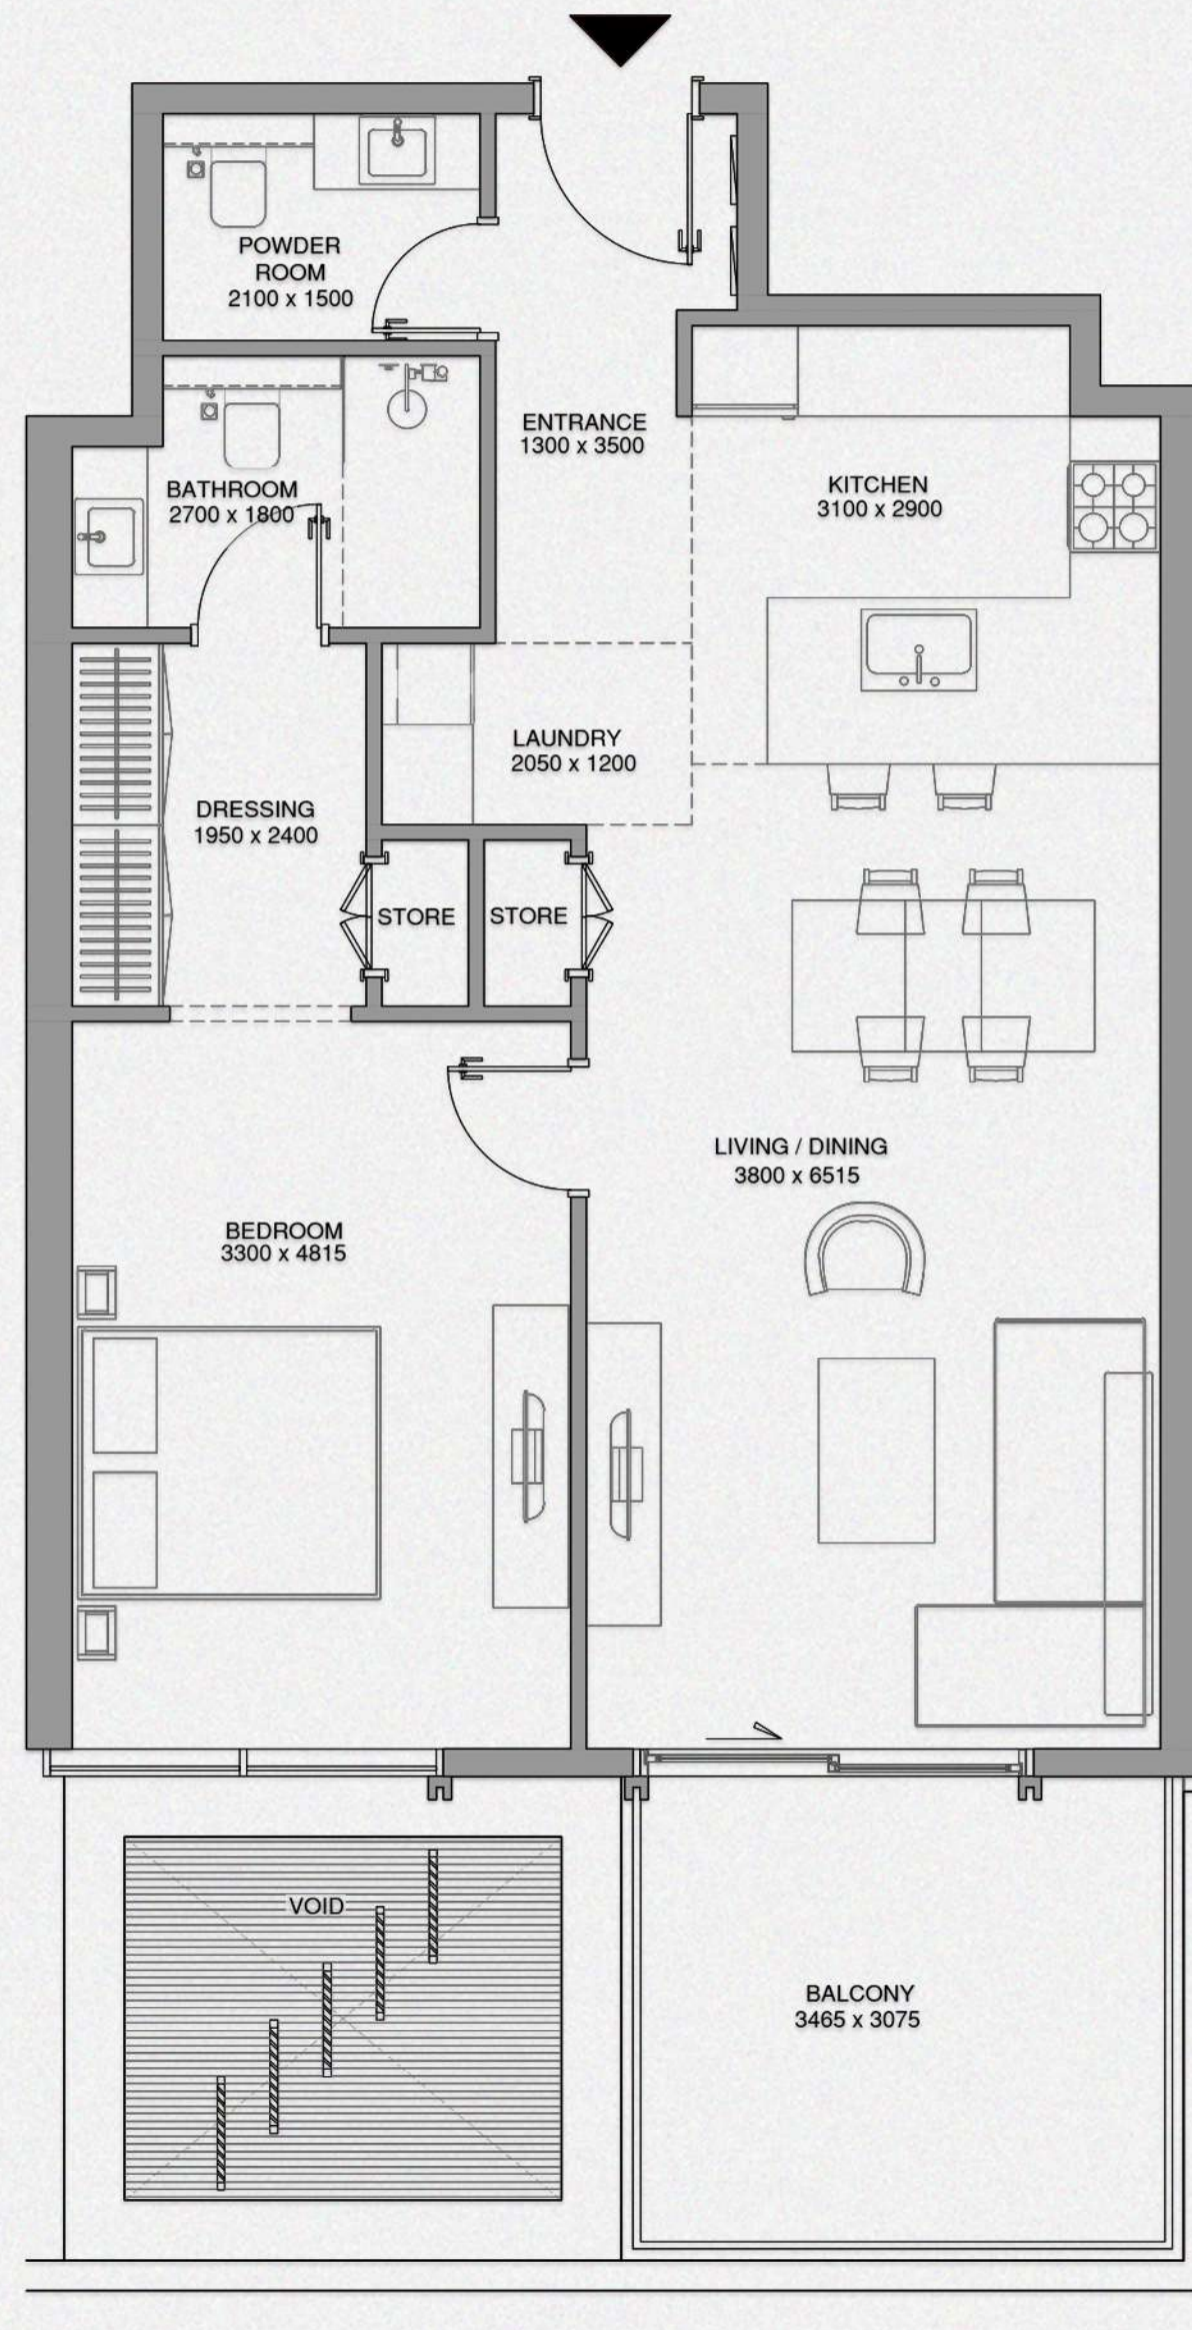 POWDER
ROOM
2100 x 1500
ENTRANCE
1300 x 3500
KITCHEN
3100 x 2900
BATHROOM
2700 x 1800
LAUNDRY
2050 x 1200
DRESSING
1950 x 2400
STORE
STORE
LIVING / DINING
3800 x 6515
BEDROOM
3300 x 4815
VOID
BALCONY
3465 x 3075